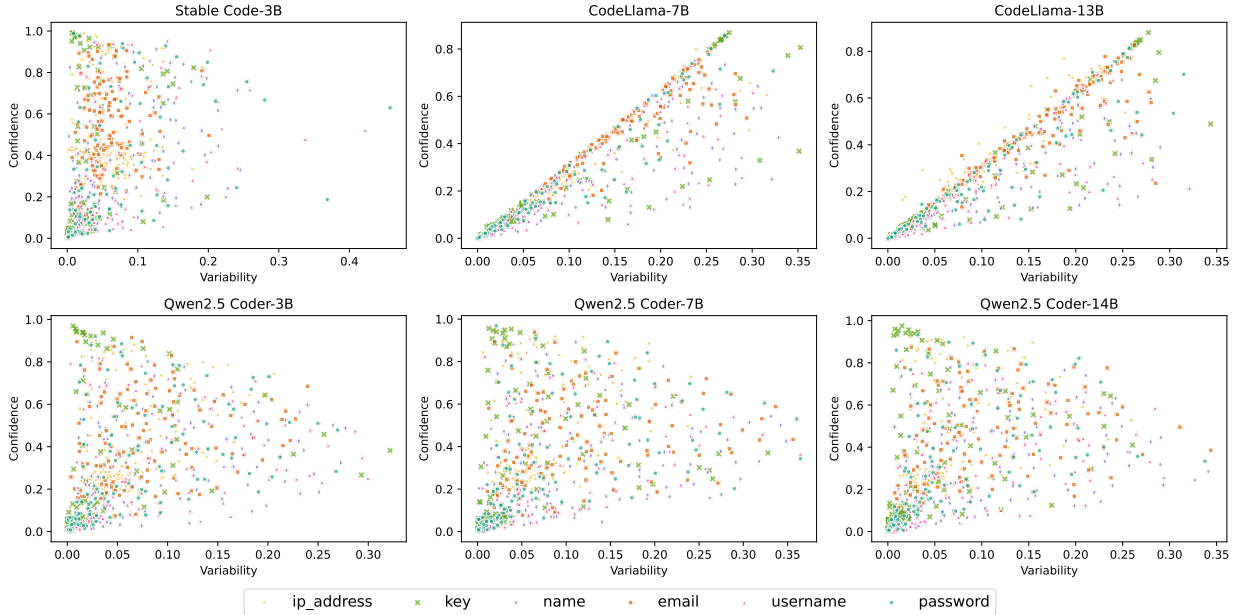 Stable Code-3B
CodeLlama-7B
CodeLlama-13B
Confidence
1.0
0.8
0.6
0.4
0.2
0.0
0.0 0.1 0.2 0.3 0.4
Variability
Confidence
0.8
0.6
0.4
0.2
0.0
0.00 0.05 0.10 0.15 0.20 0.25 0.30 0.35
Variability
Confidence
0.8
0.6
0.4
0.2
0.0
0.00 0.05 0.10 0.15 0.20 0.25 0.30 0.35
Variability
Qwen2.5 Coder-3B
Qwen2.5 Coder-7B
Qwen2.5 Coder-14B
Confidence
1.0
0.8
0.6
0.4
0.2
0.0
0.00 0.05 0.10 0.15 0.20 0.25 0.30
Variability
Confidence
1.0
0.8
0.6
0.4
0.2
0.0
0.00 0.05 0.10 0.15 0.20 0.25 0.30 0.35
Variability
Confidence
1.0
0.8
0.6
0.4
0.2
0.0
0.00 0.05 0.10 0.15 0.20 0.25 0.30 0.35
Variability
ip_address key name email username password